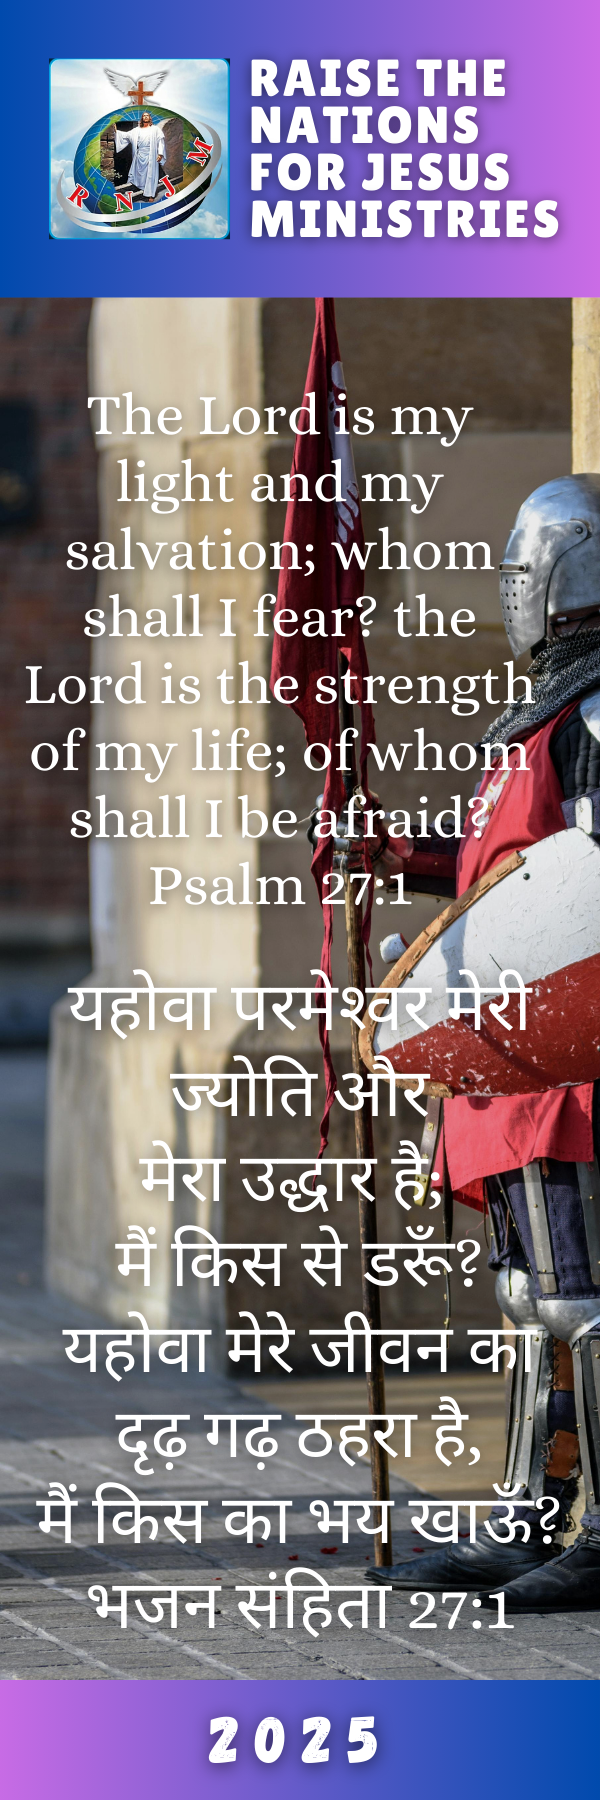 R N J M
RAISE THE
NATIONS
FOR JESUS
MINISTRIES
The Lord is my
light and my
salvation; whom
shall I fear? the
Lord is the strength
of my life; of whom
shall I be afraid?
Psalm 27:1
यहोवा परमेश्वर मेरी
ज्योति और
मेरा उद्धार है;
मैं किस से डरूँ?
यहोवा मेरे जीवन का
दृढ़ गढ़ ठहरा है,
मैं किस का भय खाऊँ?
भजन संहिता 27:1
2025